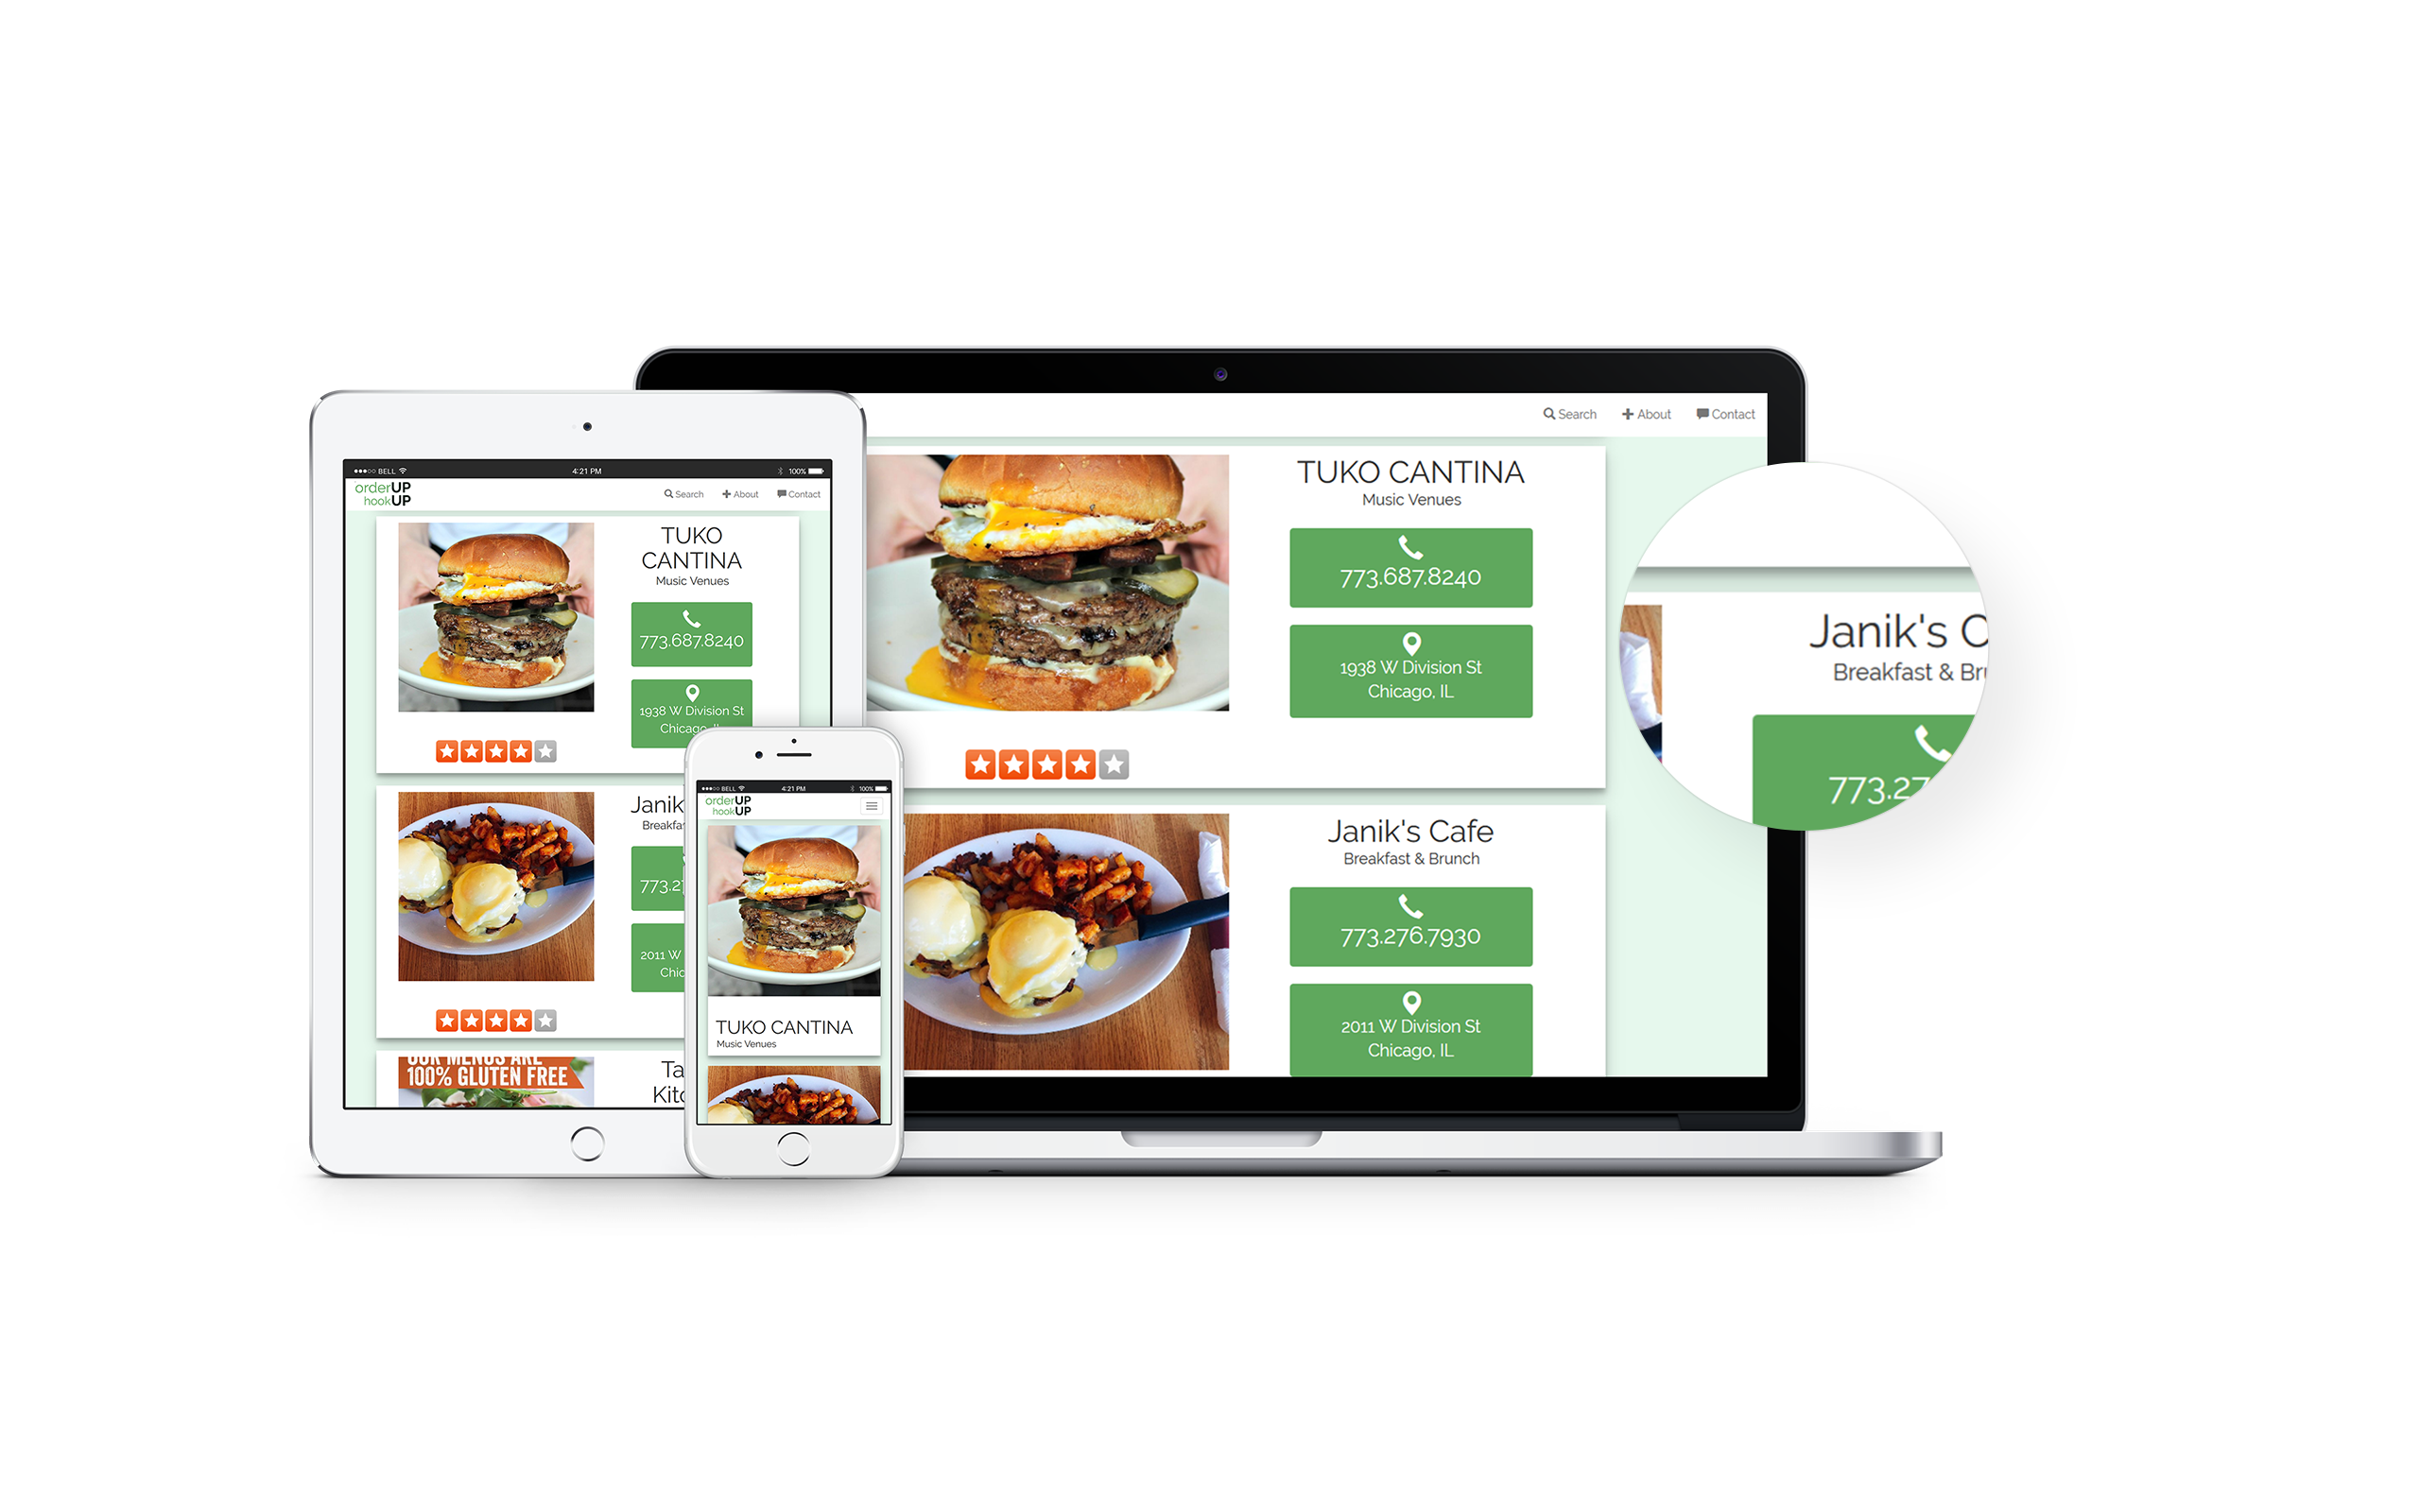 ●●●○○ BELL
4:21 PM
100%
orderUP
hookUP
Search
About
Contact
TUKO
CANTINA
Music Venues
773.687.8240
1938 W Division St
Chicago, IL
Janik
Breakfa
773.27
2011 W
Chic
OUR MENUS ARE
100% GLUTEN FREE
Ta
Kitc
●●●○○ BELL
4:21 PM
100%
orderUP
hookUP
TUKO CANTINA
Music Venues
Search
About
Contact
TUKO CANTINA
Music Venues
773.687.8240
1938 W Division St
Chicago, IL
Janik's Cafe
Breakfast & Brunch
773.276.7930
2011 W Division St
Chicago, IL
Janik's C
Breakfast & Br
773.27